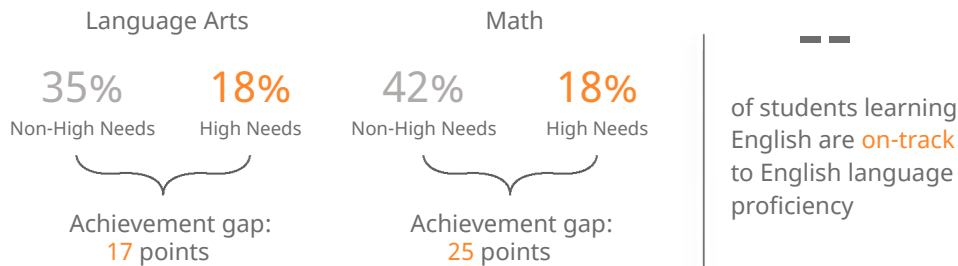 Language Arts
35%
Non-High Needs
18%
High Needs
Achievement gap:
17 points
Math
42%
Non-High Needs
18%
High Needs
Achievement gap:
25 points
--
of students learning
English are on-track
to English language
proficiency